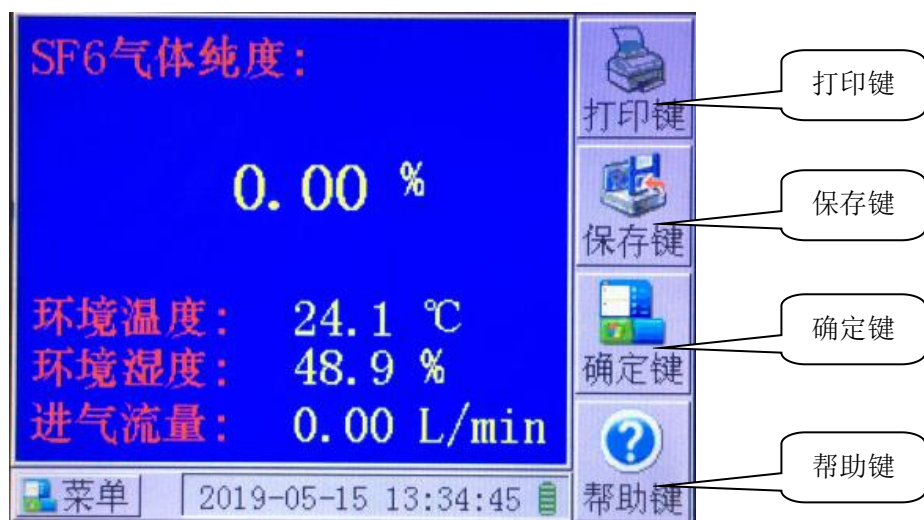 SF6气体纯度：
0.00 %
环境温度： 24.1 ℃
环境湿度： 48.9 %
进气流量： 0.00 L/min
菜单
2019-05-15 13:34:45
打印键
保存键
确定键
帮助键
打印键
保存键
确定键
帮助键